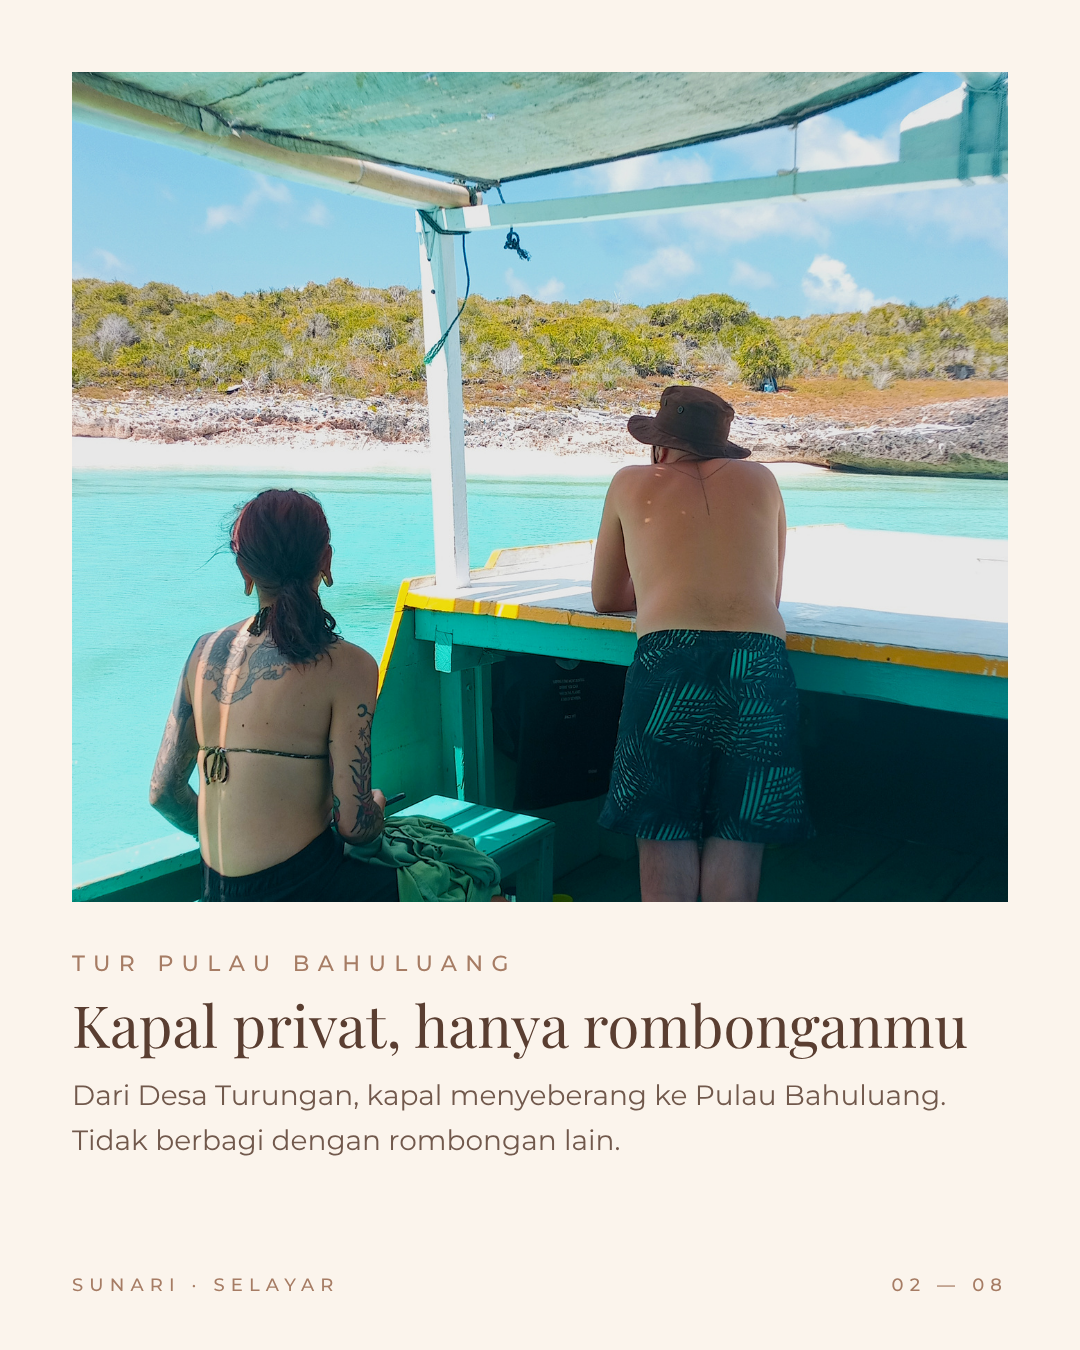 TUR PULAU BAHULUANG
Kapal privat, hanya rombonganmu
Dari Desa Turungan, kapal menyeberang ke Pulau Bahuluang.
Tidak berbagi dengan rombongan lain.
SUNARI · SELAYAR
02 — 08